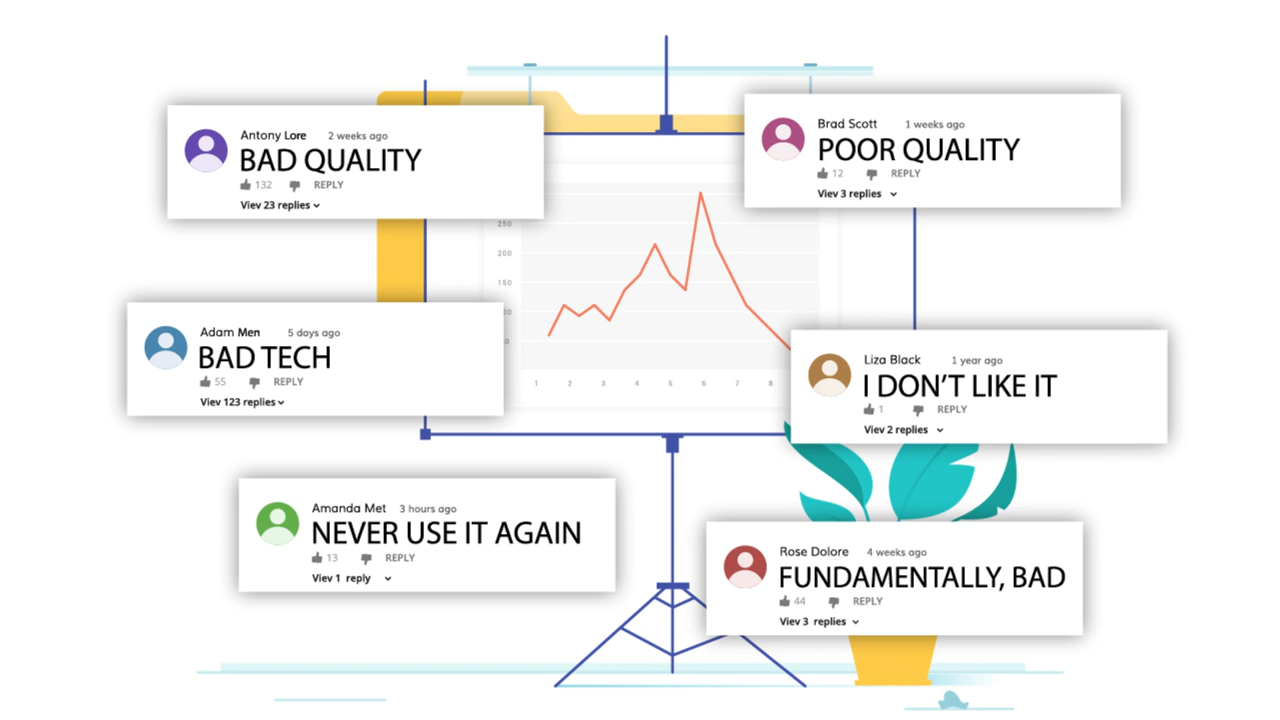 Antony Lore 2 weeks ago
BAD QUALITY
132 REPLY
Viev 23 replies
Brad Scott 1 weeks ago
POOR QUALITY
12 REPLY
Viev 3 replies
250
200
150
1 2 3 4 5 6 7 8
Adam Men 5 days ago
BAD TECH
55 REPLY
Viev 123 replies
Liza Black 1 year ago
I DON'T LIKE IT
1 REPLY
Viev 2 replies
Amanda Met 3 hours ago
NEVER USE IT AGAIN
13 REPLY
Viev 1 reply
Rose Dolore 4 weeks ago
FUNDAMENTALLY, BAD
44 REPLY
Viev 3 replies